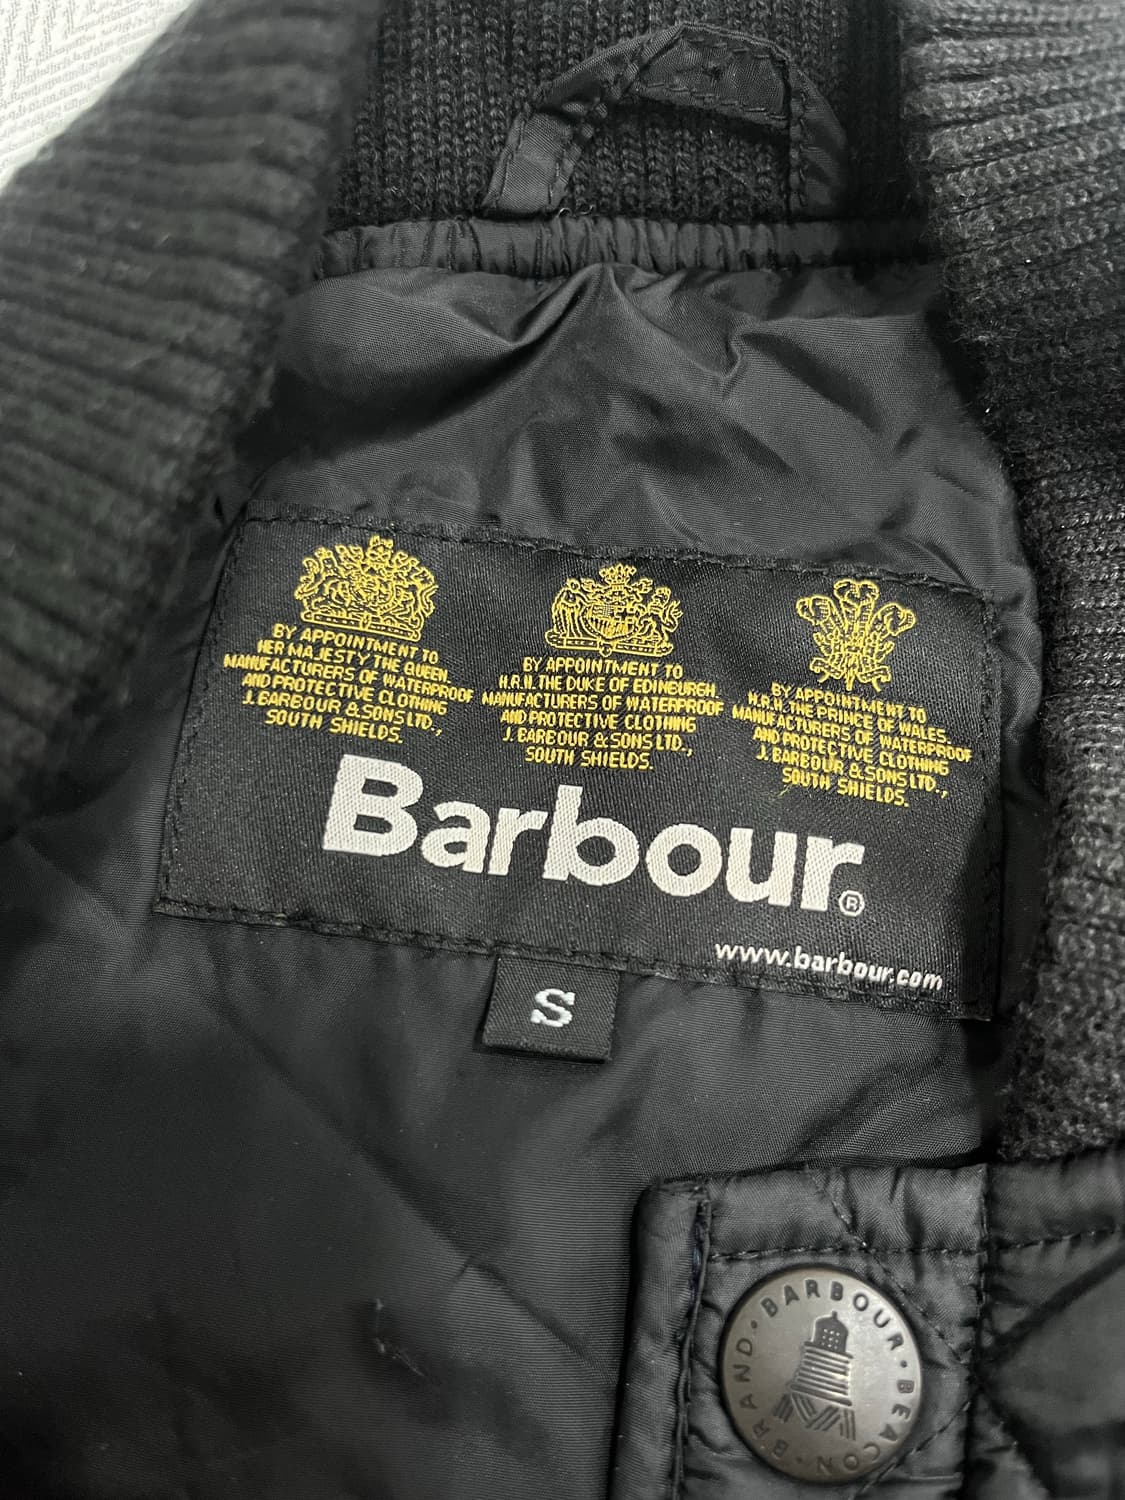 BY APPOINTMENT TO
HER MAJESTY THE QUEEN
MANUFACTURERS OF WATERPROOF
AND PROTECTIVE CLOTHING
J. BARBOUR & SONS LTD.,
SOUTH SHIELDS.
BY APPOINTMENT TO
H.R.H. THE DUKE OF EDINBURGH
MANUFACTURERS OF WATERPROOF
AND PROTECTIVE CLOTHING
J. BARBOUR & SONS LTD.,
SOUTH SHIELDS.
BY APPOINTMENT TO
H.R.H. THE PRINCE OF WALES.
MANUFACTURERS OF WATERPROOF
AND PROTECTIVE CLOTHING
J. BARBOUR & SONS LTD.,
SOUTH SHIELDS.
Barbour®
www.barbour.com
S
BARBOUR • BEACON • BRAND •